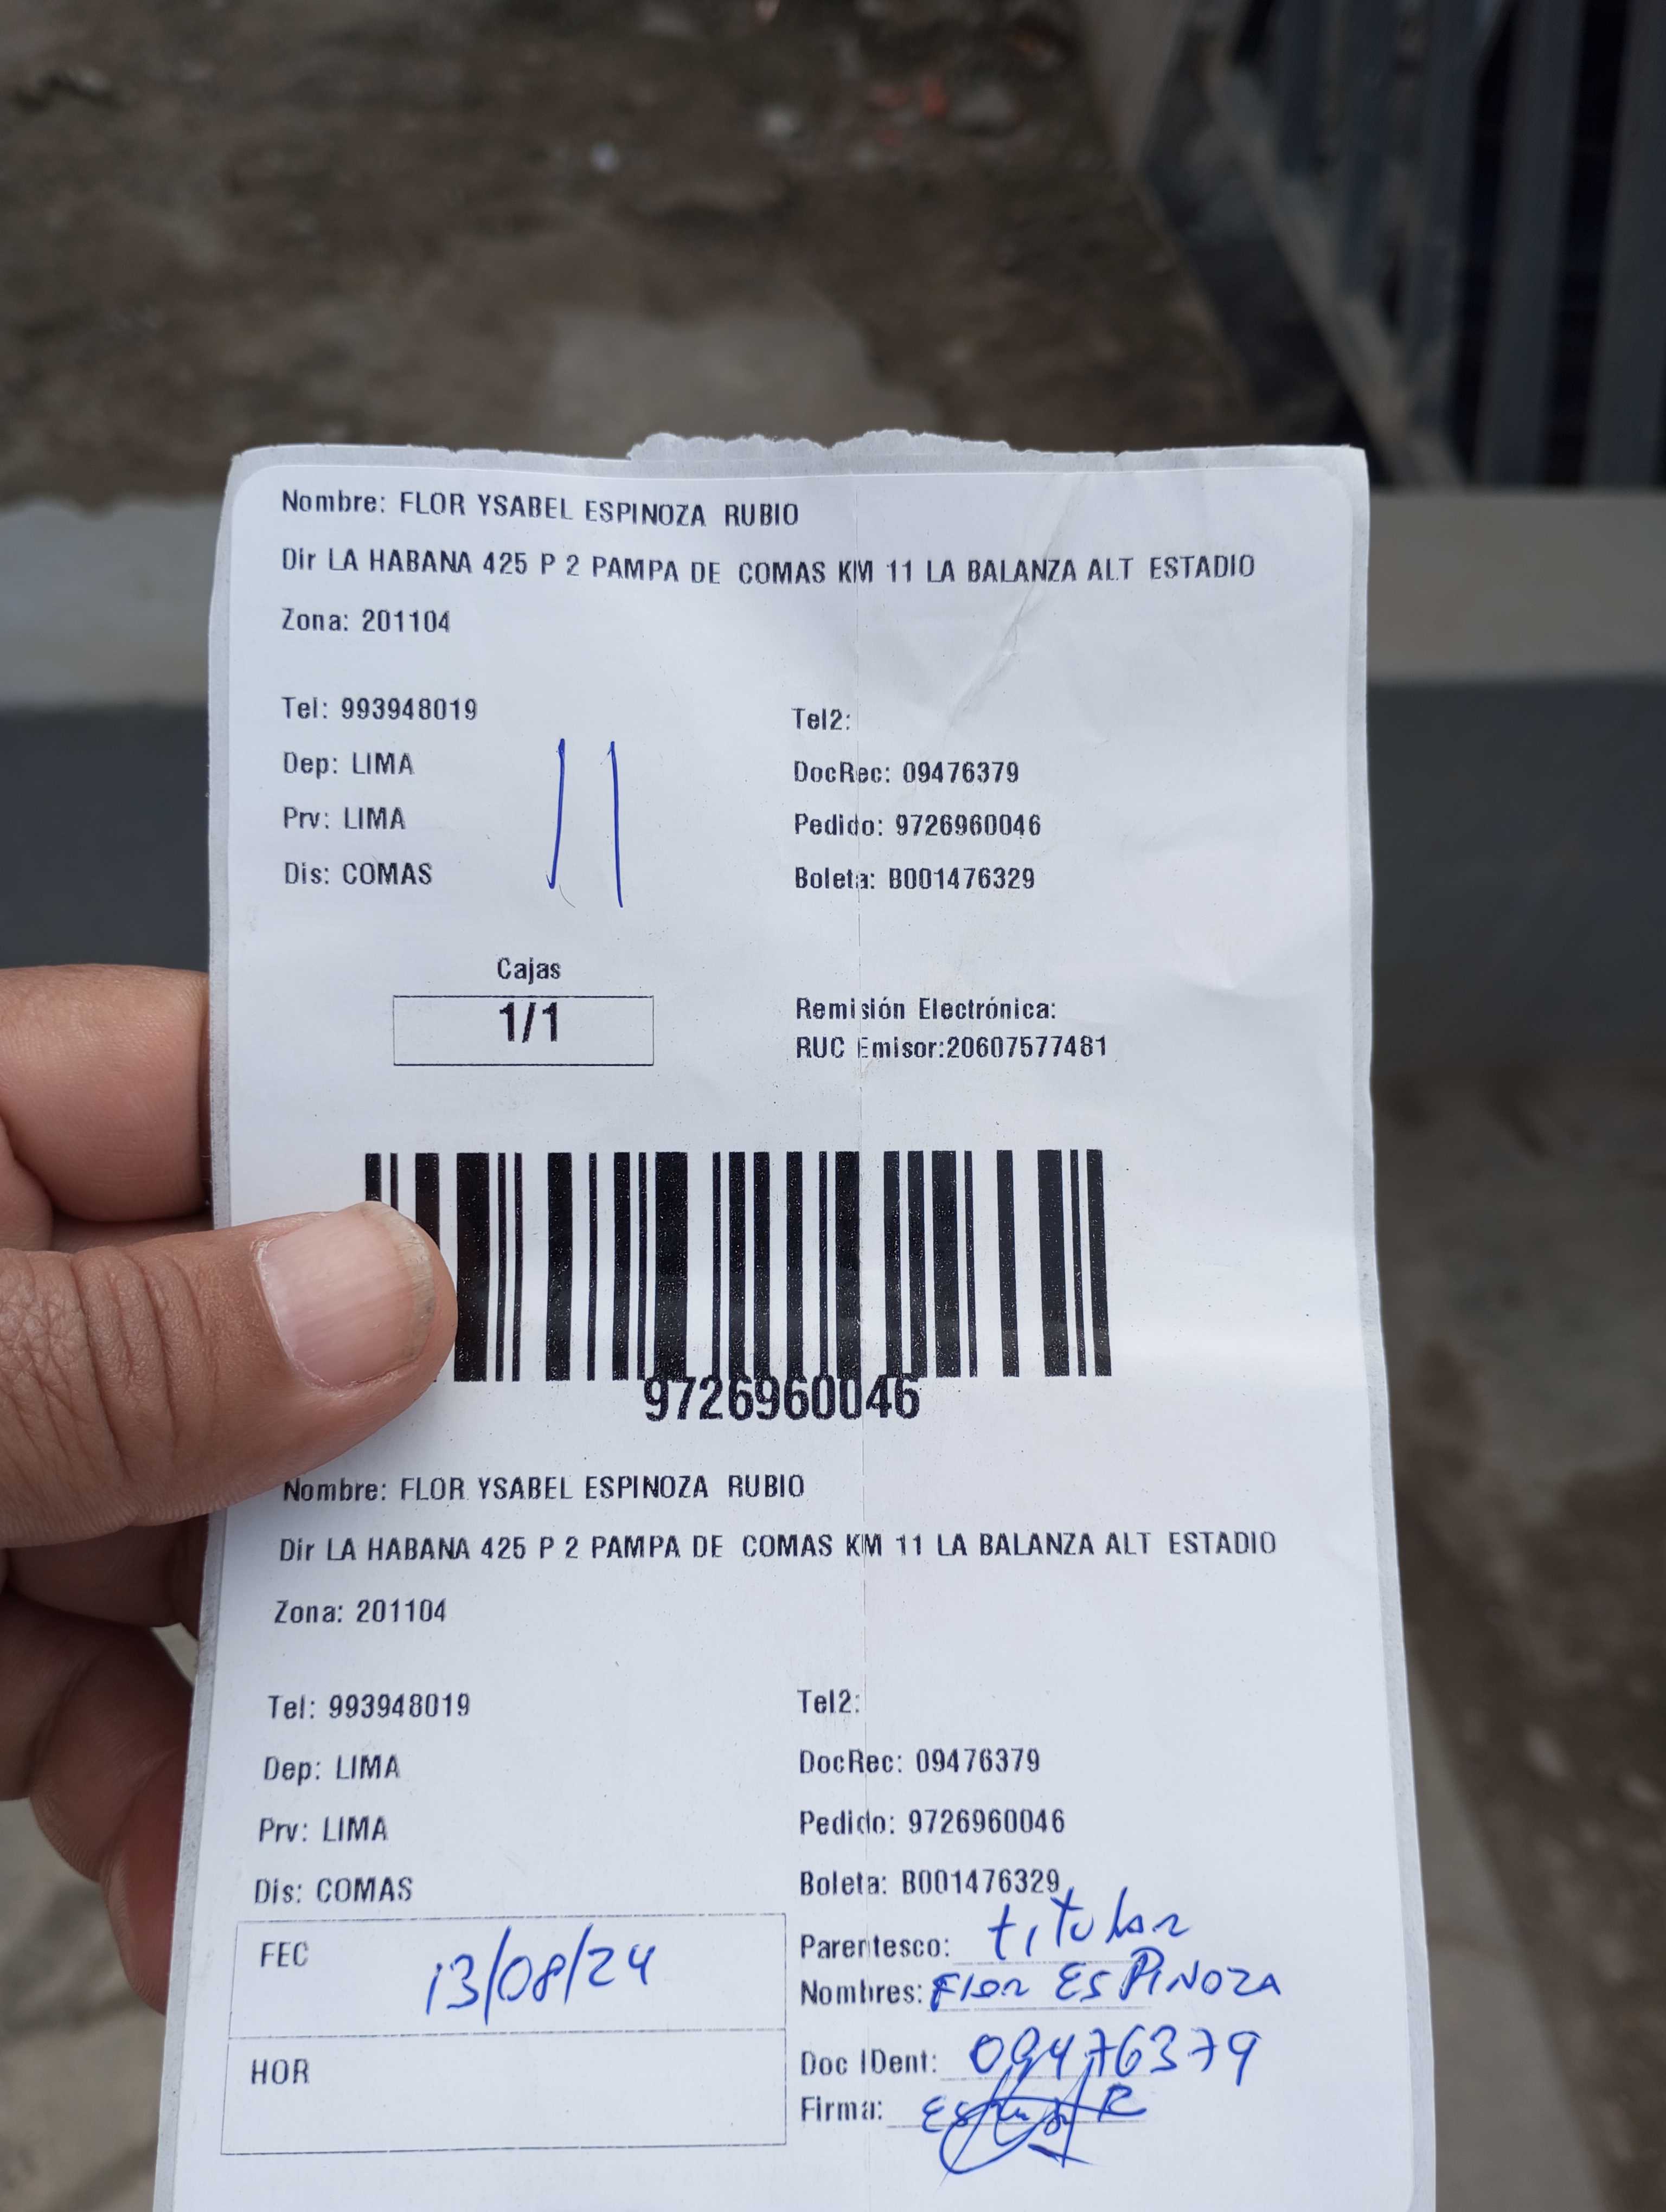 Nombre: FLOR YSABEL ESPINOZA RUBIO
Dir LA HABANA 425 P 2 PAMPA DE COMAS KM 11 LA BALANZA ALT ESTADIO
Zona: 201104
Tel: 993948019
Tel2:
Dep: LIMA
DocRec: 09476379
Prv: LIMA
Pedido: 9726960046
Dis: COMAS
Boleta: B001476329
11
Cajas
1/1
Remisión Electrónica:
RUC Emisor:20607577481
9726960046
Nombre: FLOR YSABEL ESPINOZA RUBIO
Dir LA HABANA 425 P 2 PAMPA DE COMAS KM 11 LA BALANZA ALT ESTADIO
Zona: 201104
Tel: 993948019
Tel2:
Dep: LIMA
DocRec: 09476379
Prv: LIMA
Pedido: 9726960046
Dis: COMAS
Boleta: B001476329
FEC 13/08/24
Parentesco: titular
Nombres: Flor ESPINOZA
HOR
Doc IDent: 09476379
Firma: